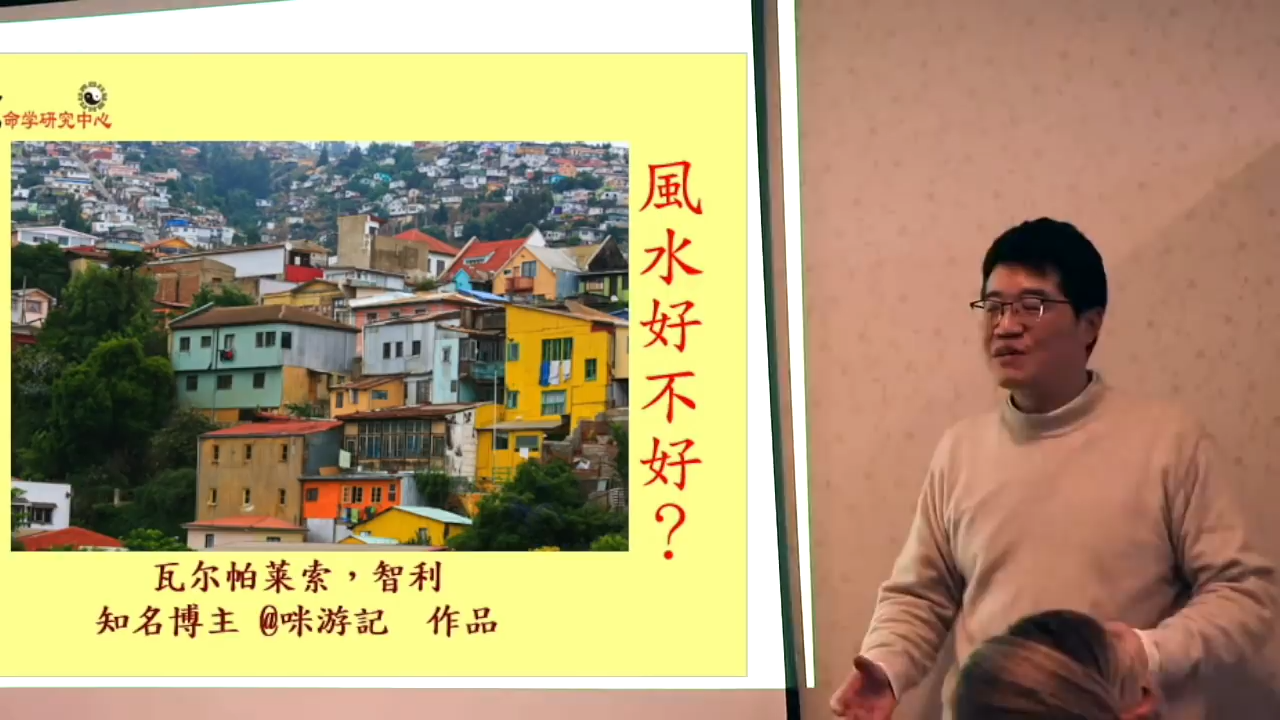 命学研究中心
風水好不好？
瓦尔帕莱索，智利
知名博主 @咪游記 作品